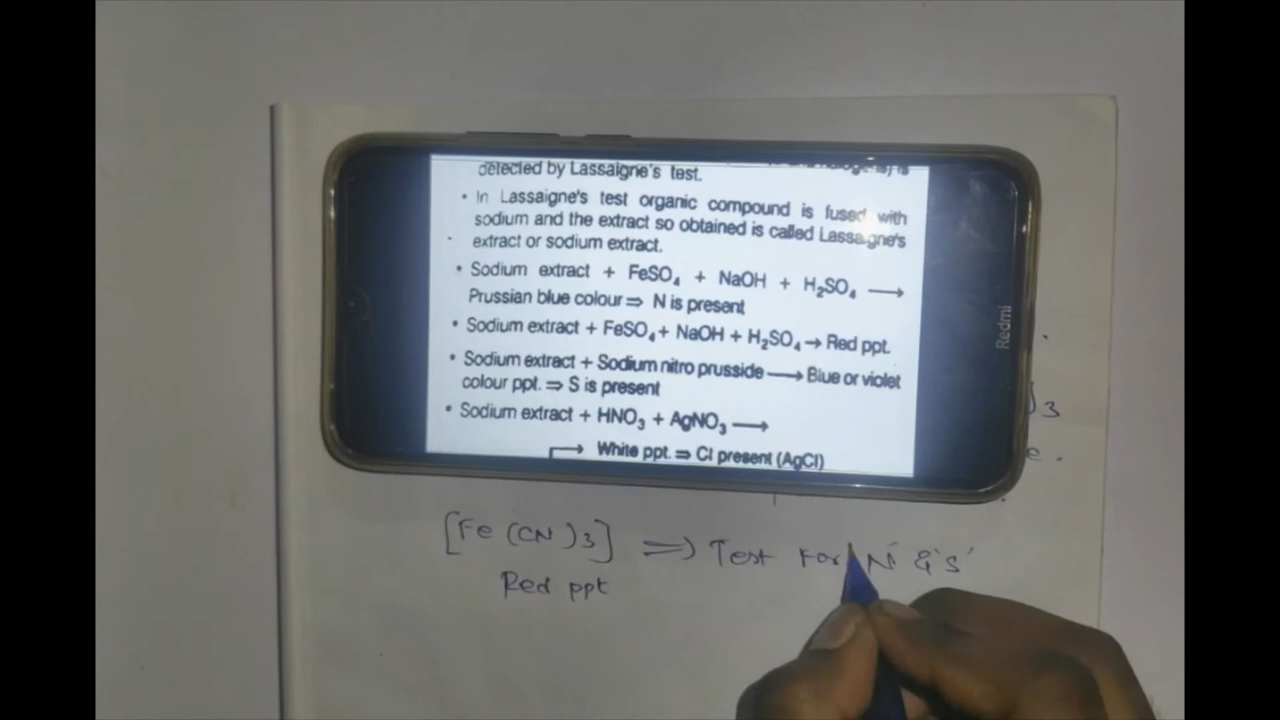 detected by Lassaigne's test.
• In Lassaigne's test organic compound is fused with
sodium and the extract so obtained is called Lassaigne's
extract or sodium extract.
• Sodium extract + FeSO₄ + NaOH + H₂SO₄ ⟶
Prussian blue colour ⇒ N is present
• Sodium extract + FeSO₄ + NaOH + H₂SO₄ → Red ppt.
• Sodium extract + Sodium nitro prusside ⟶ Blue or violet
colour ppt. ⇒ S is present
• Sodium extract + HNO₃ + AgNO₃ ⟶
White ppt. ⇒ Cl present (AgCl)
Redmi
)3
e.
[Fe (CN)3] ⇒ Test For 'N' & 'S'
Red ppt